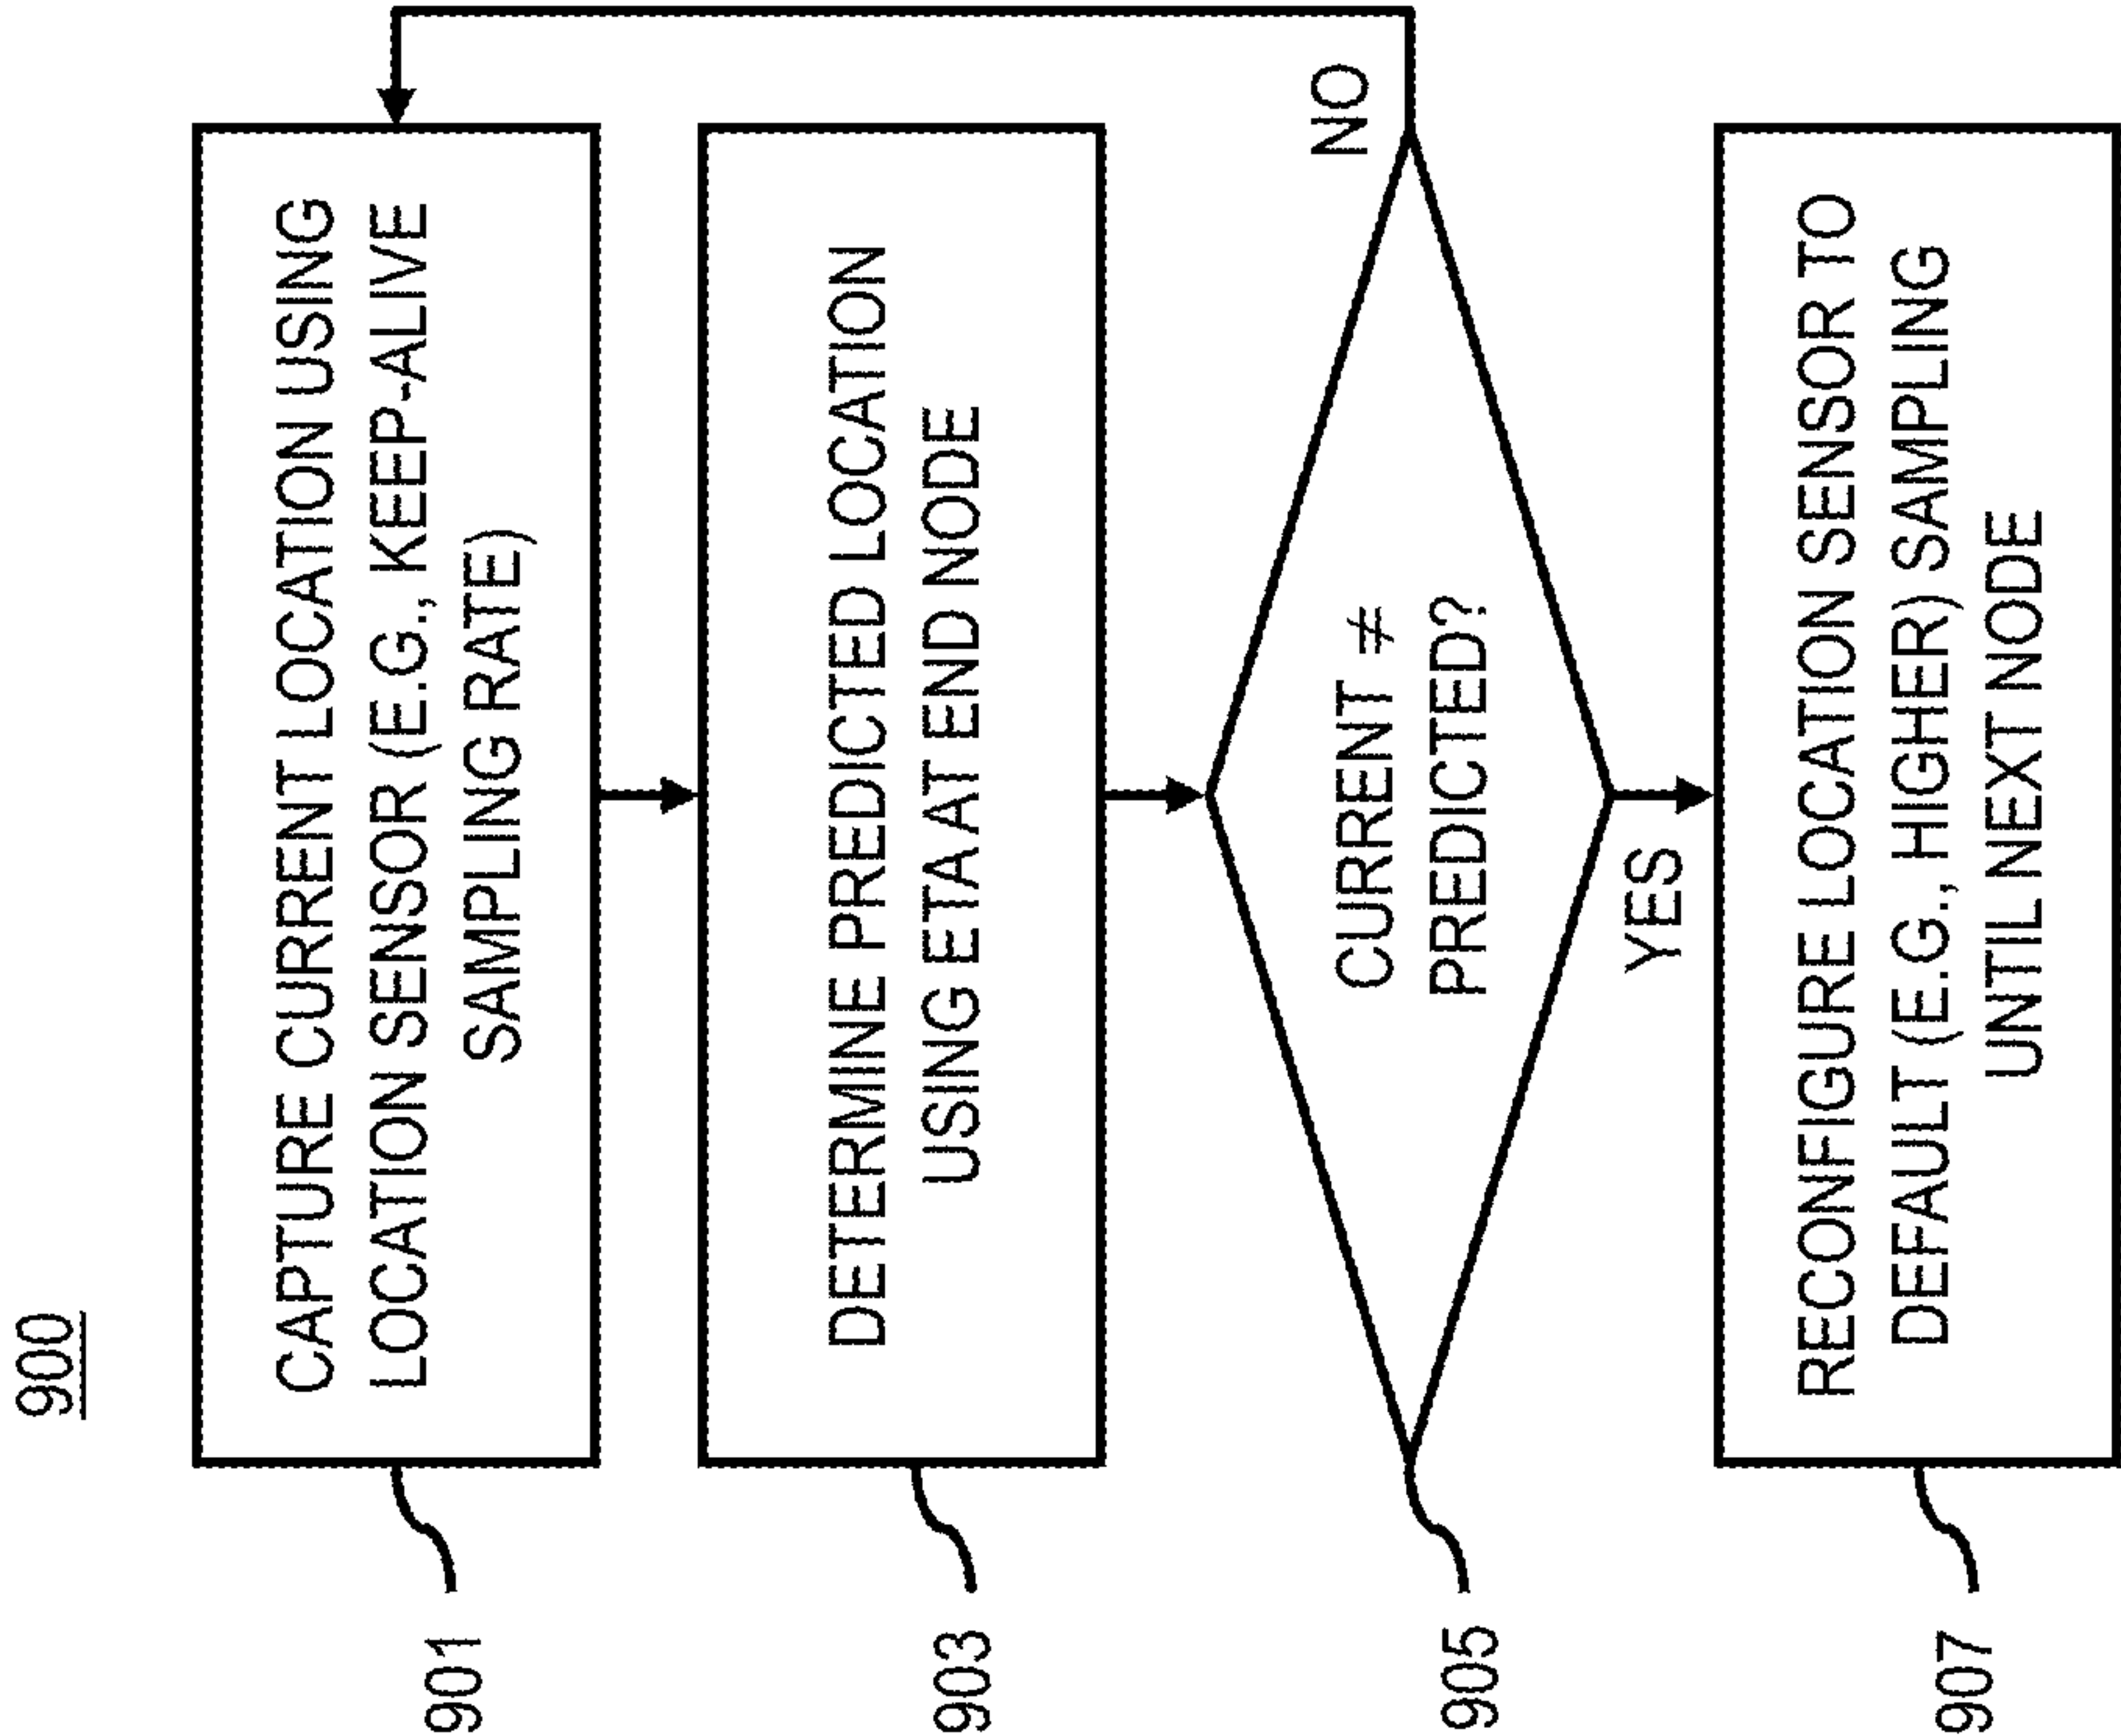 900
901
CAPTURE CURRENT LOCATION USING
LOCATION SENSOR (E.G., KEEP-ALIVE
SAMPLING RATE)
903
DETERMINE PREDICTED LOCATION
USING ETA AT END NODE
905
CURRENT ≠
PREDICTED?
NO
YES
907
RECONFIGURE LOCATION SENSOR TO
DEFAULT (E.G., HIGHER) SAMPLING
UNTIL NEXT NODE